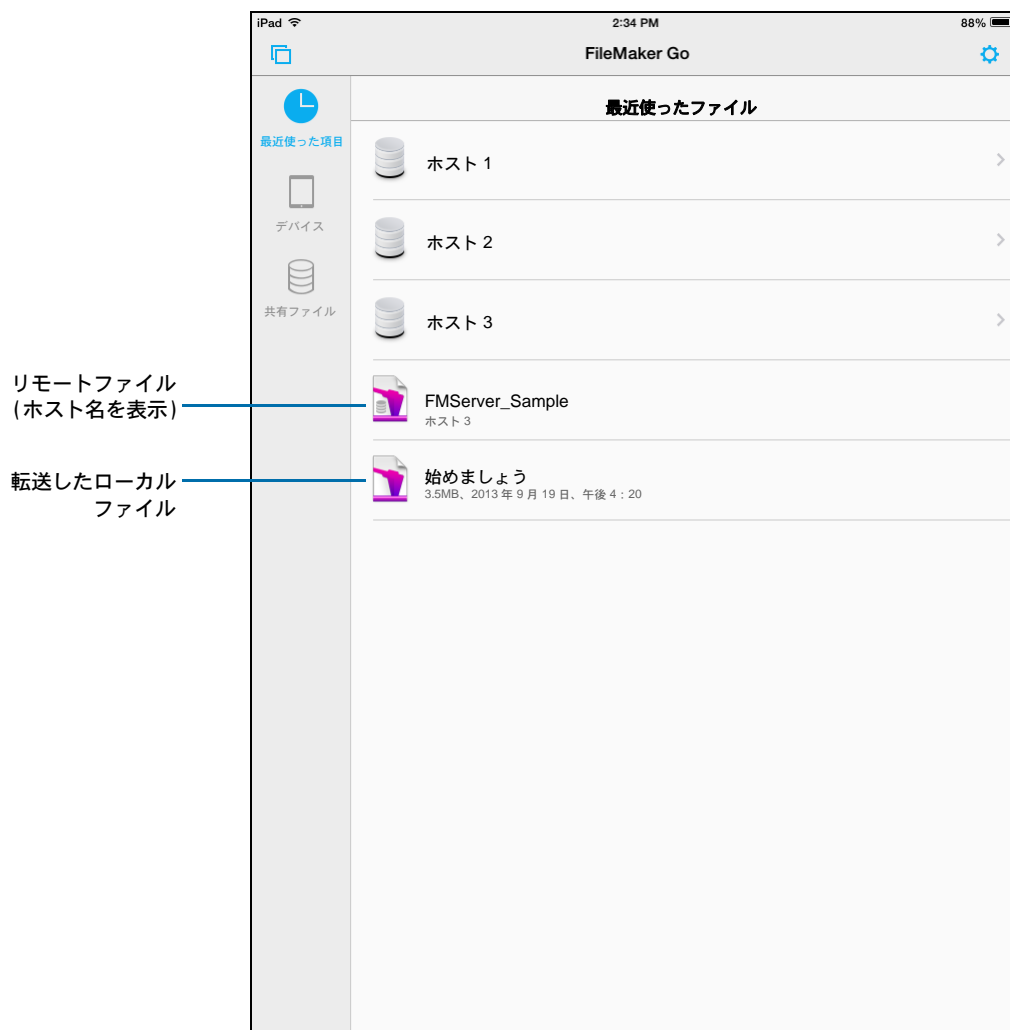 iPad
2:34 PM
88%
FileMaker Go
最近使った項目
デバイス
共有ファイル
最近使ったファイル
ホスト 1
ホスト 2
ホスト 3
FMServer_Sample
ホスト 3
始めましょう
3.5MB、2013 年 9 月 19 日、午後 4：20
リモートファイル
(ホスト名を表示)
転送したローカル
ファイル